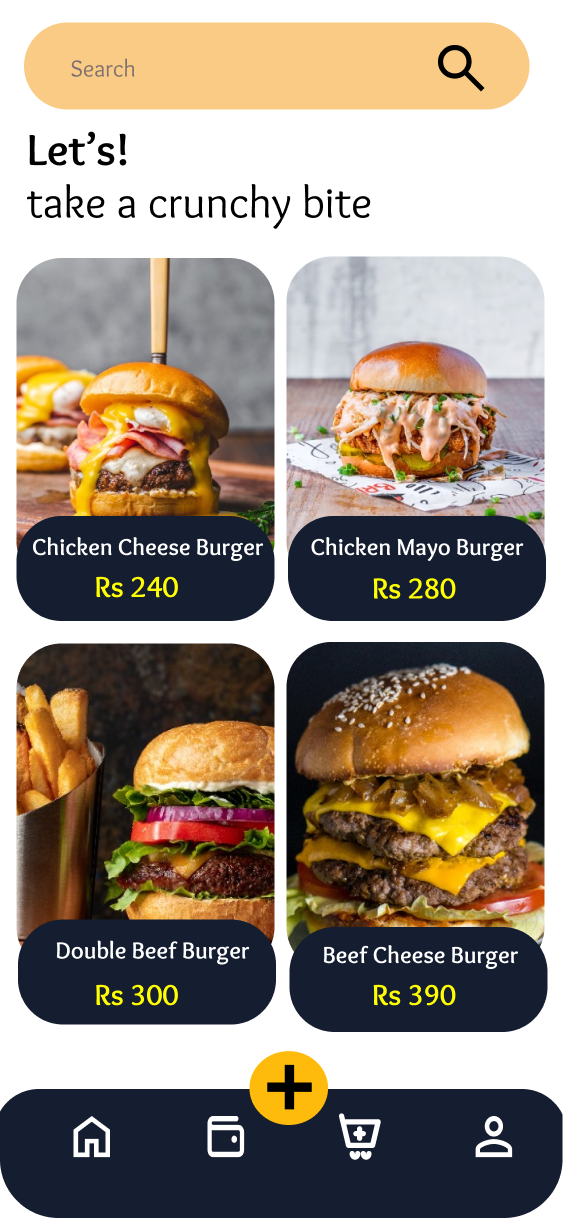 Search
Let's!
take a crunchy bite
Chicken Cheese Burger
Rs 240
Chicken Mayo Burger
Rs 280
Double Beef Burger
Rs 300
Beef Cheese Burger
Rs 390